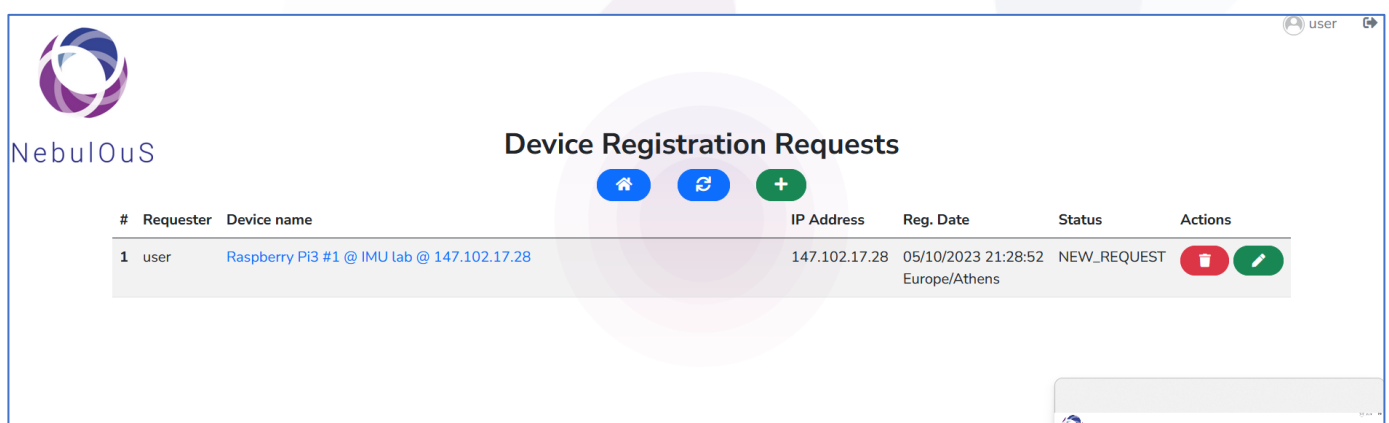 user
NebulOuS
Device Registration Requests
# Requester Device name IP Address Reg. Date Status Actions
1 user Raspberry Pi3 #1 @ IMU lab @ 147.102.17.28 147.102.17.28 05/10/2023 21:28:52 NEW_REQUEST
Europe/Athens